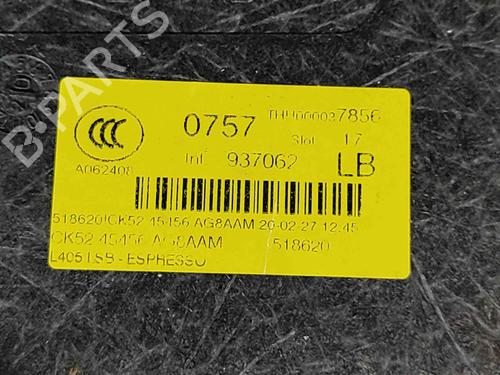 B-PARTS
CCC 0757 THU000037856
Slot 17
A062408 Inf 937062 LB
518620!CK52 45456 AG8AAM 20-02-27 12:45
CK52 45456 AG8AAM 518620
L405 LSB - ESPRESSO